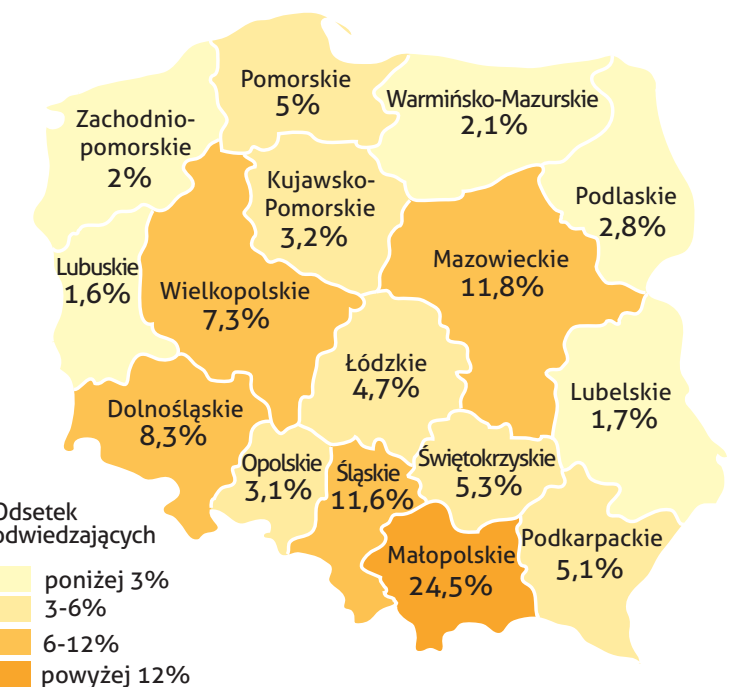 Pomorskie
5%
Warmińsko-Mazurskie
2,1%
Zachodnio-
pomorskie
2%
Kujawsko-
Pomorskie
3,2%
Podlaskie
2,8%
Lubuskie
1,6%
Wielkopolskie
7,3%
Mazowieckie
11,8%
Łódzkie
4,7%
Lubelskie
1,7%
Dolnośląskie
8,3%
Opolskie
3,1%
Śląskie
11,6%
Świętokrzyskie
5,3%
Małopolskie
24,5%
Podkarpackie
5,1%
Odsetek
odwiedzających
poniżej 3%
3-6%
6-12%
powyżej 12%